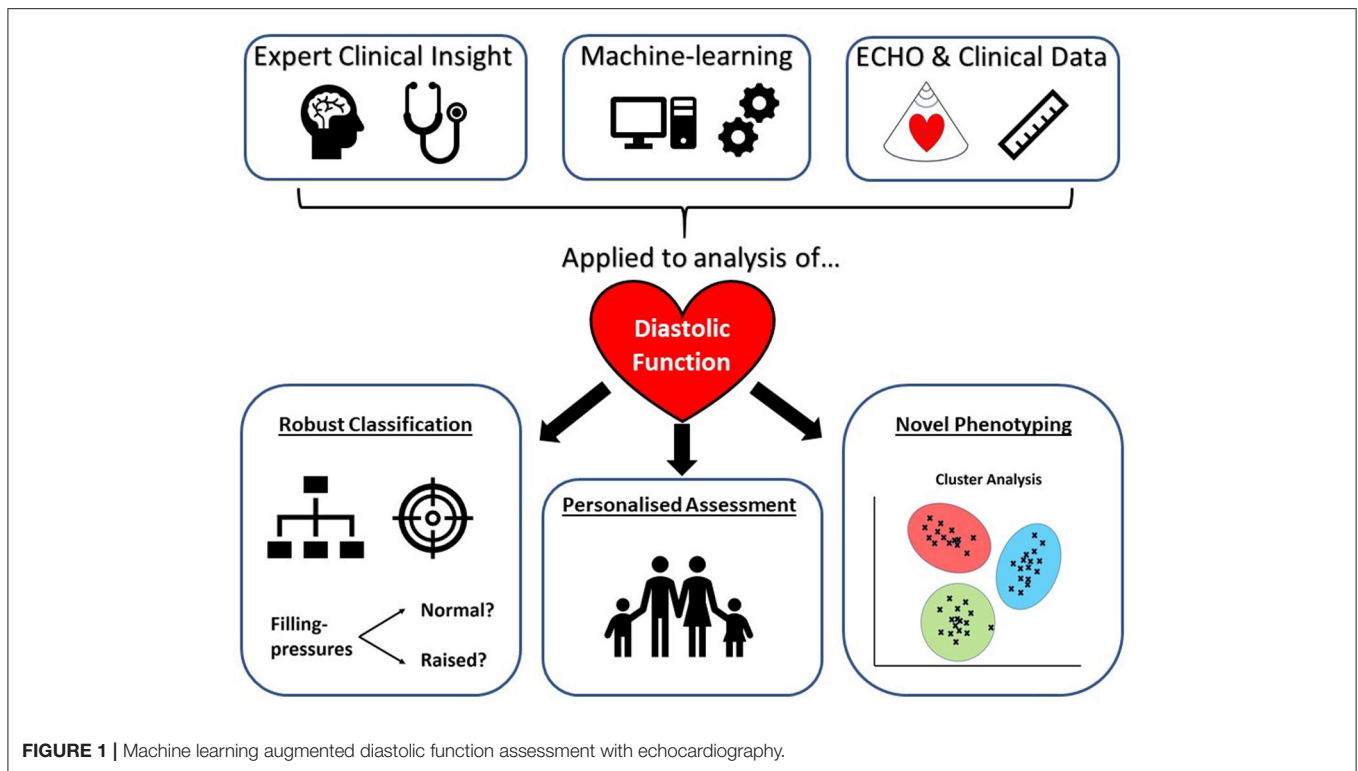 Expert Clinical Insight
Machine-learning
ECHO & Clinical Data
Applied to analysis of...
Diastolic
Function
Robust Classification
Filling-
pressures
Normal?
Raised?
Personalised Assessment
Novel Phenotyping
Cluster Analysis
FIGURE 1 | Machine learning augmented diastolic function assessment with echocardiography.